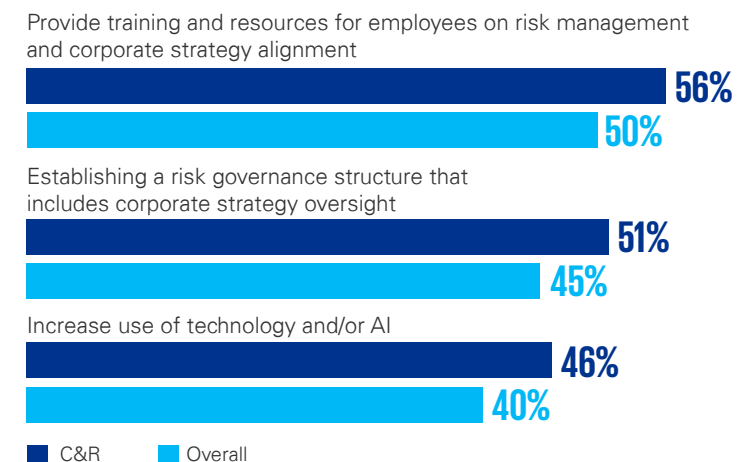 Provide training and resources for employees on risk management
and corporate strategy alignment
56%
50%
Establishing a risk governance structure that
includes corporate strategy oversight
51%
45%
Increase use of technology and/or AI
46%
40%
C&R Overall